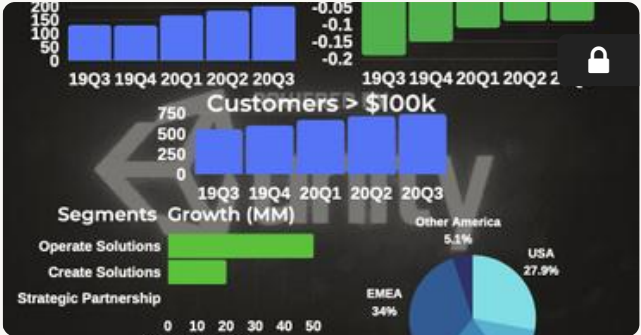 200
150
100
50
0
19Q3 19Q4 20Q1 20Q2 20Q3
-0.05
-0.1
-0.15
-0.2
19Q3 19Q4 20Q1 20Q2
Customers > $100k
750
500
250
0
19Q3 19Q4 20Q1 20Q2 20Q3
unity
Segments Growth (MM)
Operate Solutions
Create Solutions
Strategic Partnership
0 10 20 30 40 50
Other America
5.1%
USA
27.9%
EMEA
34%